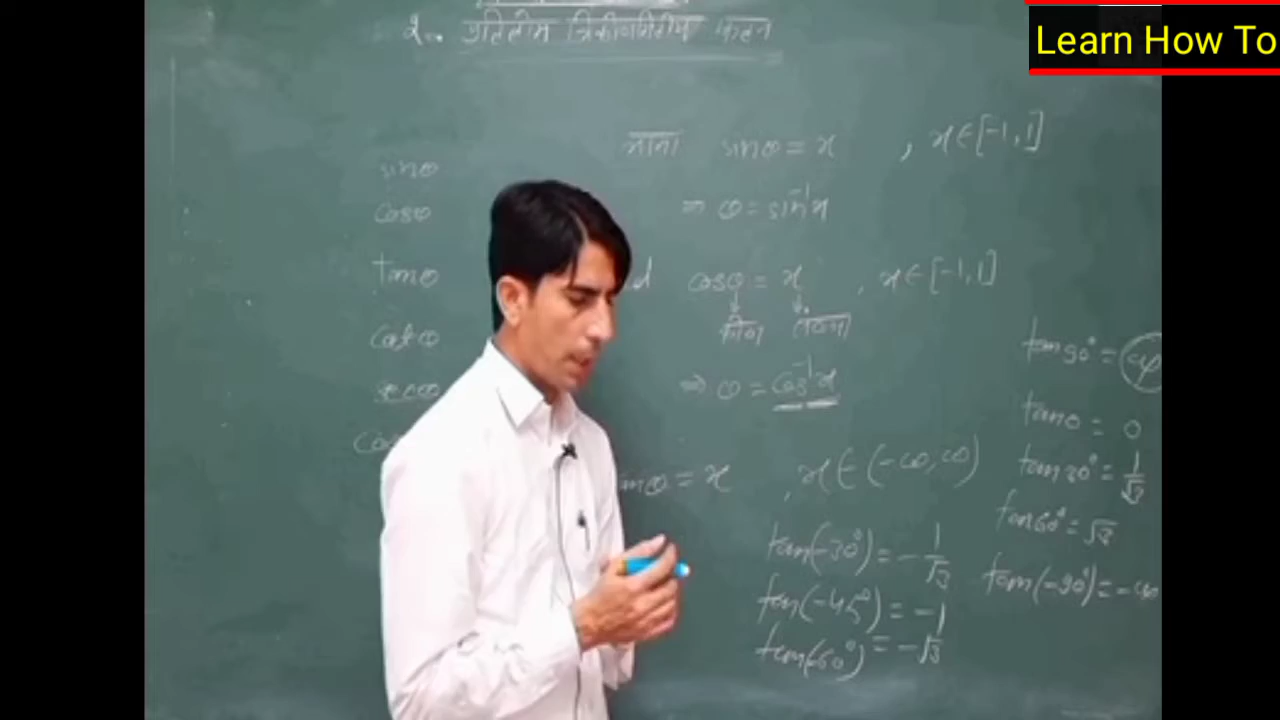 Learn How To
2.. प्रतिलोम त्रिकोणमितीय फलन
माना sinθ = x , x∈[-1,1]
sinθ
⇒ θ = sin⁻¹x
cosθ
tanθ
cosθ = x , x∈[-1,1]
कोण
cotθ
tan90° = ∞
⇒ θ = cos⁻¹x
secθ
tan0 = 0
θ = x , x∈(-∞,∞)
tan30° = 1/√3
tan60° = √3
tan(-30°) = -1/√3
tan(-90°) = -∞
tan(-45°) = -1
tan(-60°) = -√3